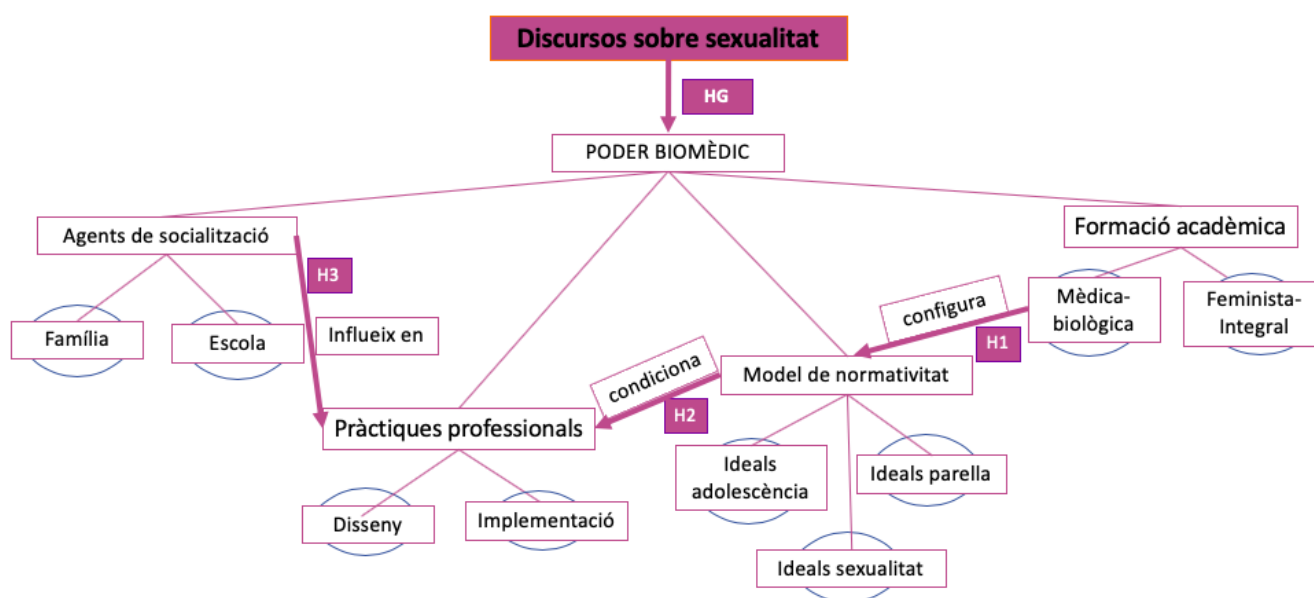 Discursos sobre sexualitat
HG
PODER BIOMÈDIC
Agents de socialització
Formació acadèmica
H3
Família
Escola
Influeix en
Mèdica-
biològica
Feminista-
Integral
configura
H1
Model de normativitat
condiciona
H2
Pràctiques professionals
Ideals
adolescència
Ideals parella
Disseny
Implementació
Ideals sexualitat